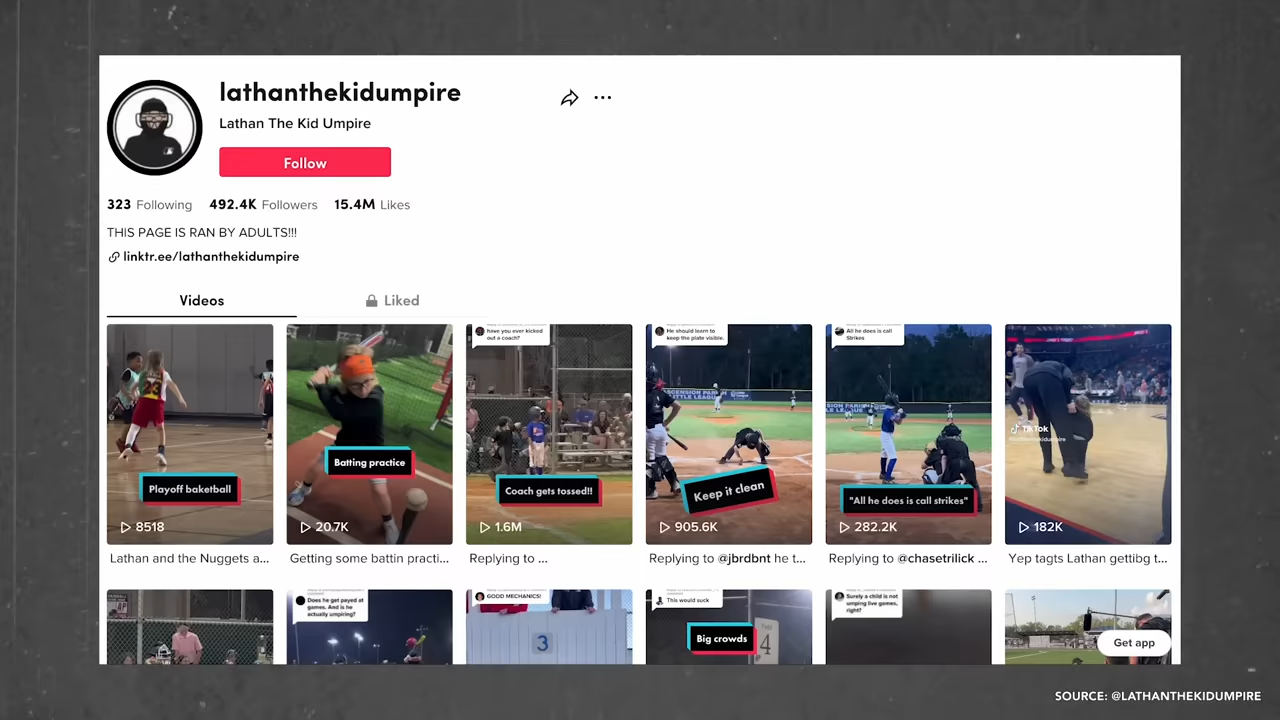 lathanthekidumpire
Lathan The Kid Umpire
Follow
323 Following 492.4K Followers 15.4M Likes
THIS PAGE IS RAN BY ADULTS!!!
linktr.ee/lathanthekidumpire
Videos
Liked
Playoff baketball
8518
Lathan and the Nuggets a...
Batting practice
20.7K
Getting some battin practi...
have you ever kicked
out a coach?
Coach gets tossed!!
1.6M
Replying to ...
He should learn to
keep the plate visible.
ASCENSION PARI
LITTLE LEAGUE
Keep it clean
905.6K
Replying to @jbrdbnt he t...
All he does is call
Strikes
"All he does is call strikes"
282.2K
Replying to @chasetrilick ...
TikTok
182K
Yep tagts Lathan gettibg t...
Does he get payed at
games. And is he
actually umpiring?
GOOD MECHANICS!
3
This would suck
Big crowds
Field
4
Surely a child is not
umping live games,
right?
Get app
SOURCE: @LATHANTHEKIDUMPIRE